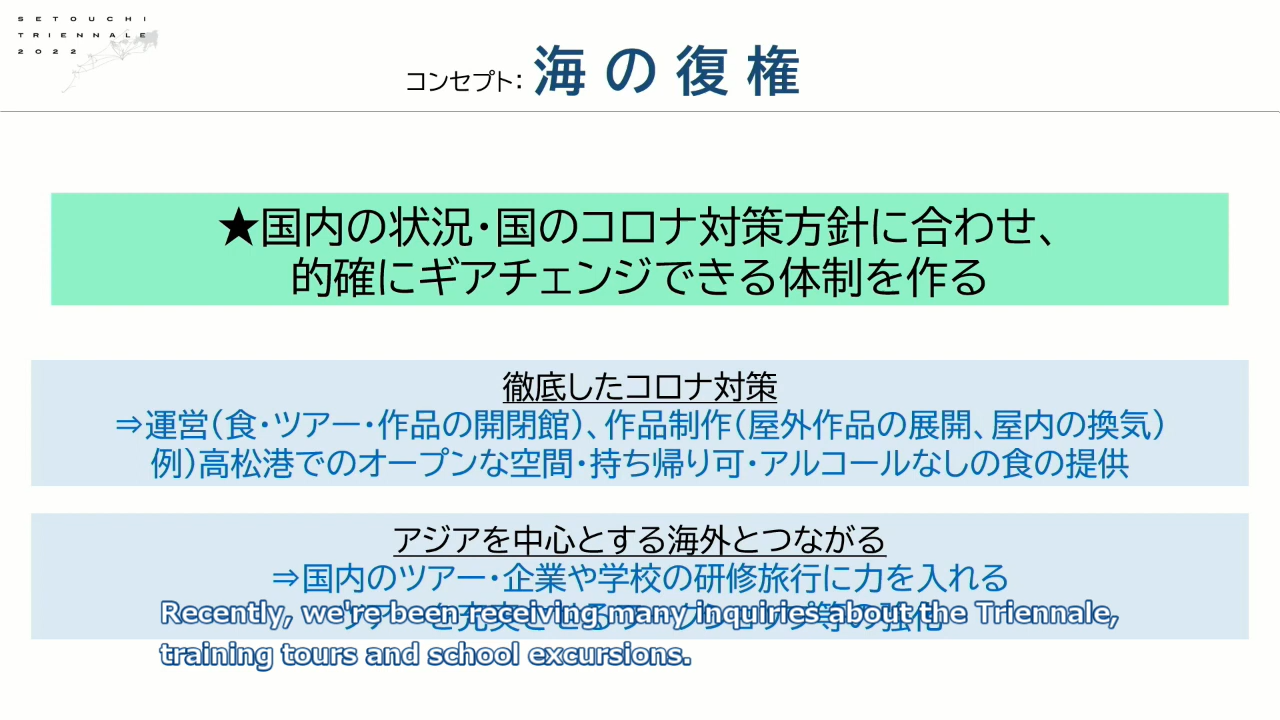 SETOUCHI
TRIENNALE
2022
コンセプト: 海の復権
★国内の状況・国のコロナ対策方針に合わせ、
的確にギアチェンジできる体制を作る
徹底したコロナ対策
⇒運営(食・ツアー・作品の開閉館)、作品制作(屋外作品の展開、屋内の換気)
例)高松港でのオープンな空間・持ち帰り可・アルコールなしの食の提供
アジアを中心とする海外とつながる
⇒国内のツアー・企業や学校の研修旅行に力を入れる
Recently, we're been receiving many inquiries about the Triennale,
training tours and school excursions.